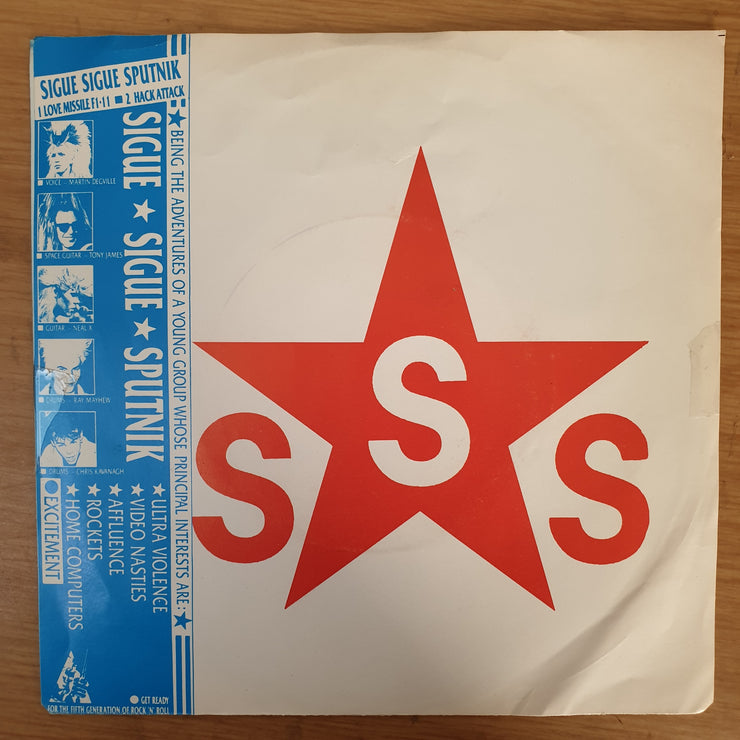 SIGUE SIGUE SPUTNIK
1 LOVE MISSILE F1-11 ■ 2 HACK ATTACK
★ BEING THE ADVENTURES OF A YOUNG GROUP WHOSE PRINCIPAL INTERESTS ARE: ★
SIGUE ★ SIGUE ★ SPUTNIK
VOICE - MARTIN DEGVILLE
SPACE GUITAR - TONY JAMES
GUITAR - NEAL X
DRUMS - RAY MAYHEW
DRUMS - CHRIS KAVANAGH
★ ULTRA VIOLENCE
★ VIDEO NASTIES
★ AFFLUENCE
★ ROCKETS
★ HOME COMPUTERS
EXCITEMENT
GET READY
FOR THE FIFTH GENERATION OF ROCK 'N' ROLL
S
S S